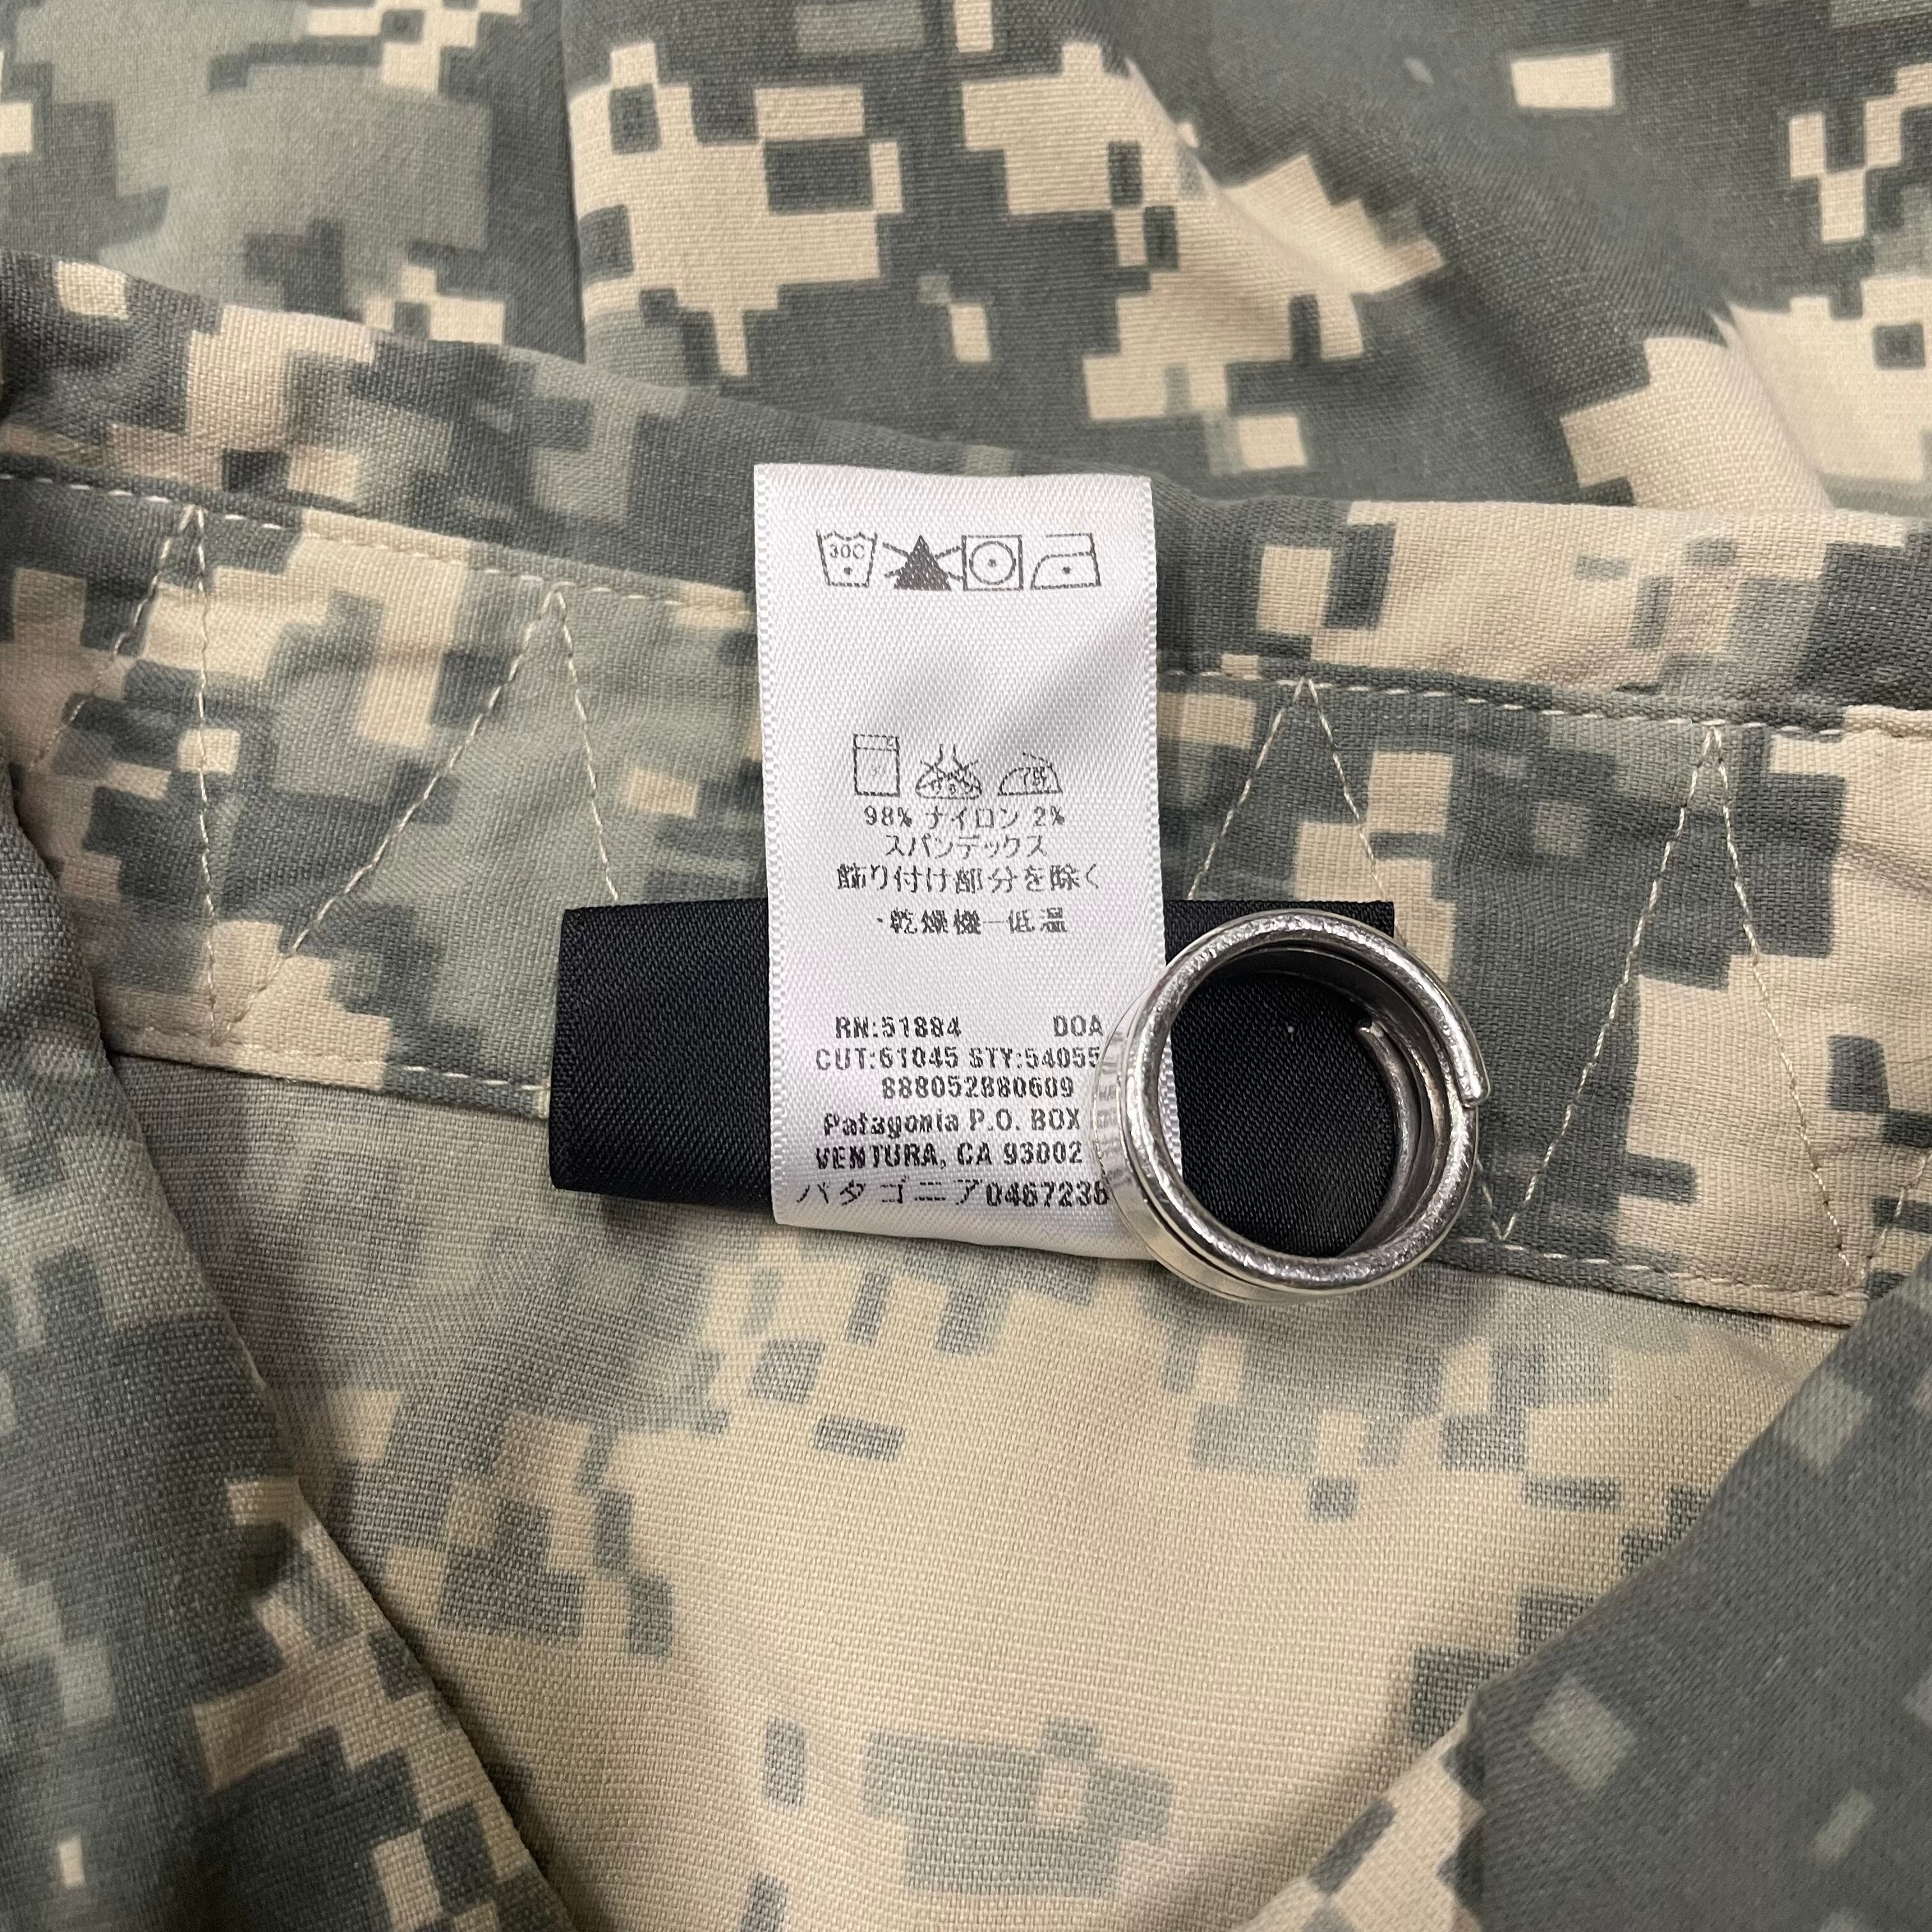 30C
98% ナイロン 2%
スパンデックス
飾り付け部分を除く
・乾燥機―低温
RN:51884 DOA
CUT:61045 STY:54055
888052880609
Patagonia P.O. BOX
VENTURA, CA 93002
パタゴニア0467236